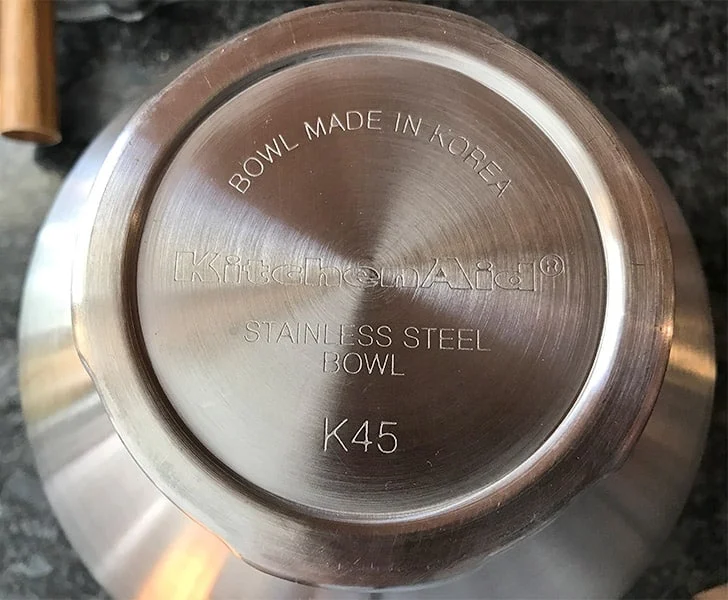 BOWL MADE IN KOREA
KitchenAid®
STAINLESS STEEL
BOWL
K45